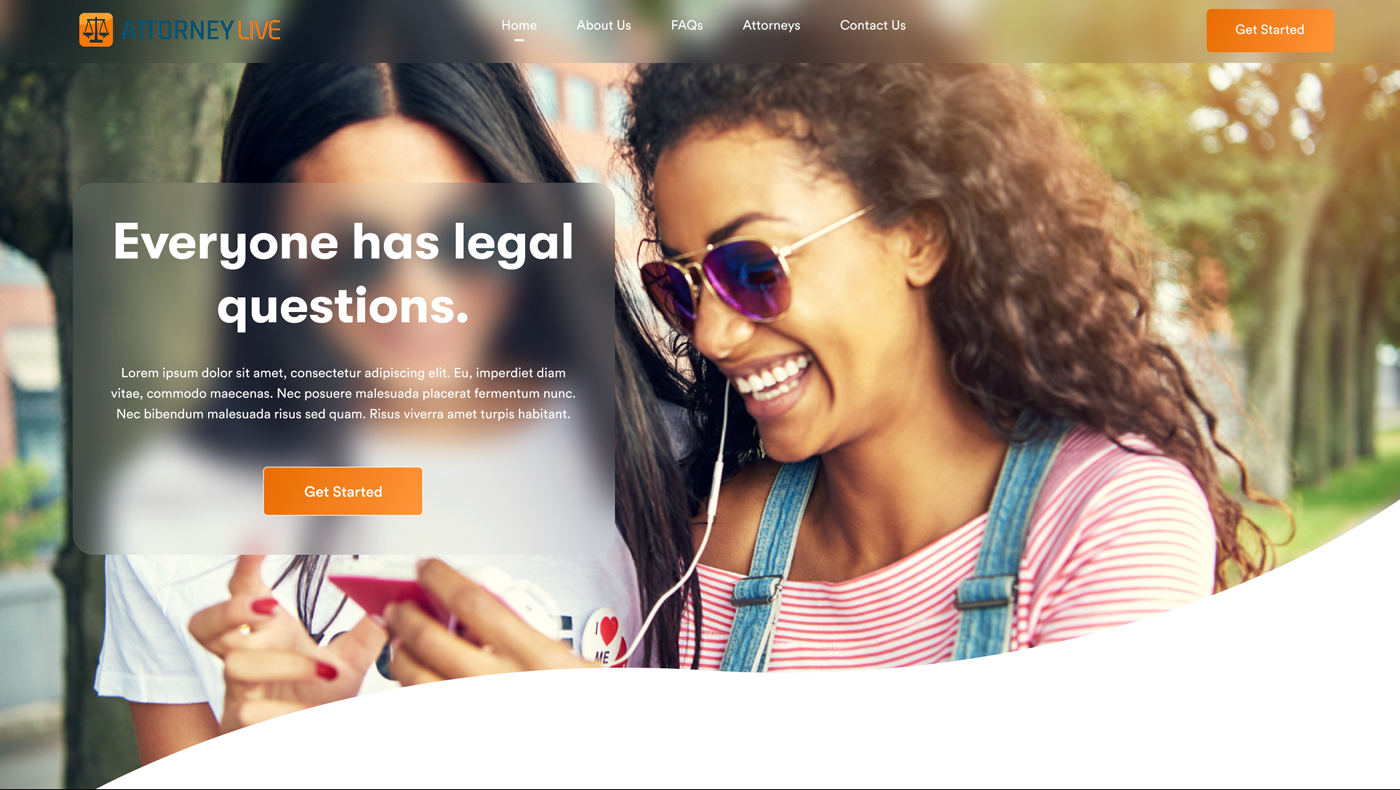 ATTORNEY LIVE
Home About Us FAQs Attorneys Contact Us
Get Started
Everyone has legal
questions.
Lorem ipsum dolor sit amet, consectetur adipiscing elit. Eu, imperdiet diam
vitae, commodo maecenas. Nec posuere malesuada placerat fermentum nunc.
Nec bibendum malesuada risus sed quam. Risus viverra amet turpis habitant.
Get Started
I
ME